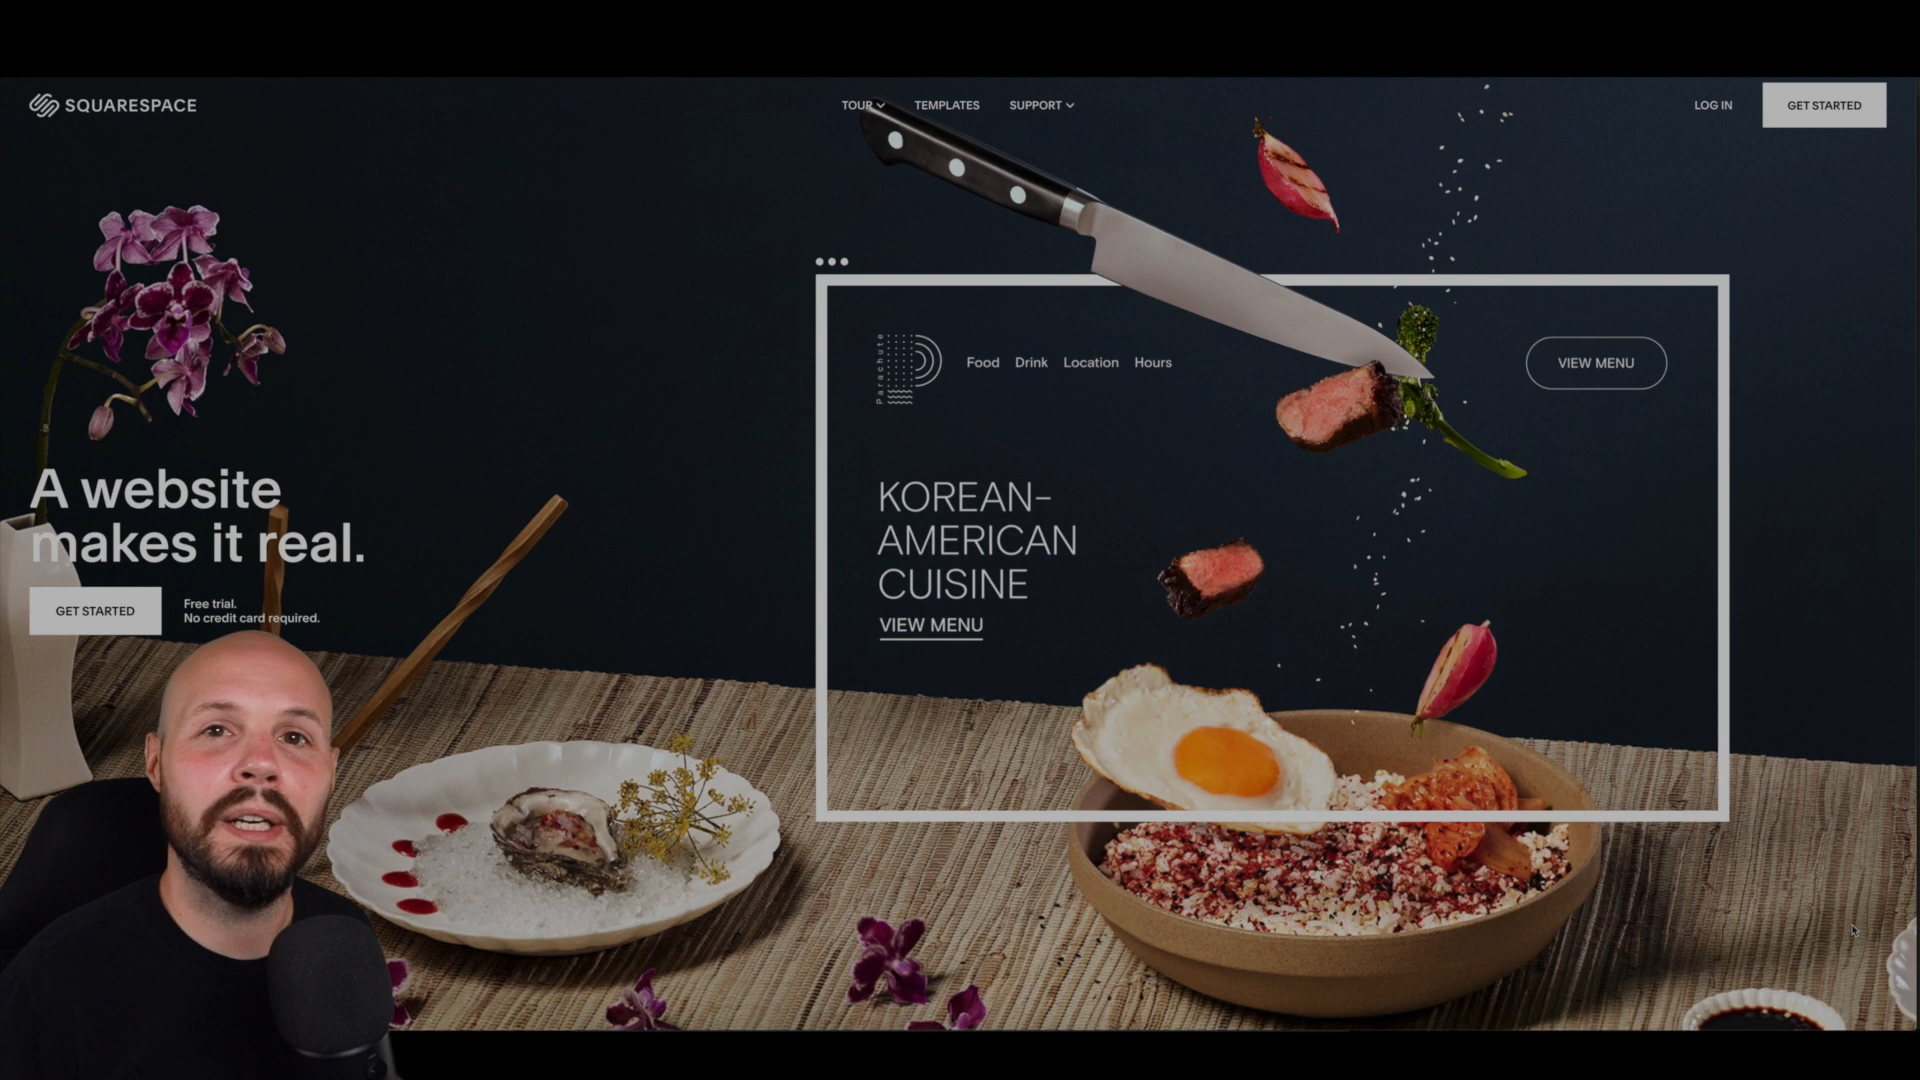 SQUARESPACE
TOUR
TEMPLATES
SUPPORT
LOG IN
GET STARTED
A website
makes it real.
GET STARTED
Free trial.
No credit card required.
Parachute
Food
Drink
Location
Hours
VIEW MENU
KOREAN–
AMERICAN
CUISINE
VIEW MENU